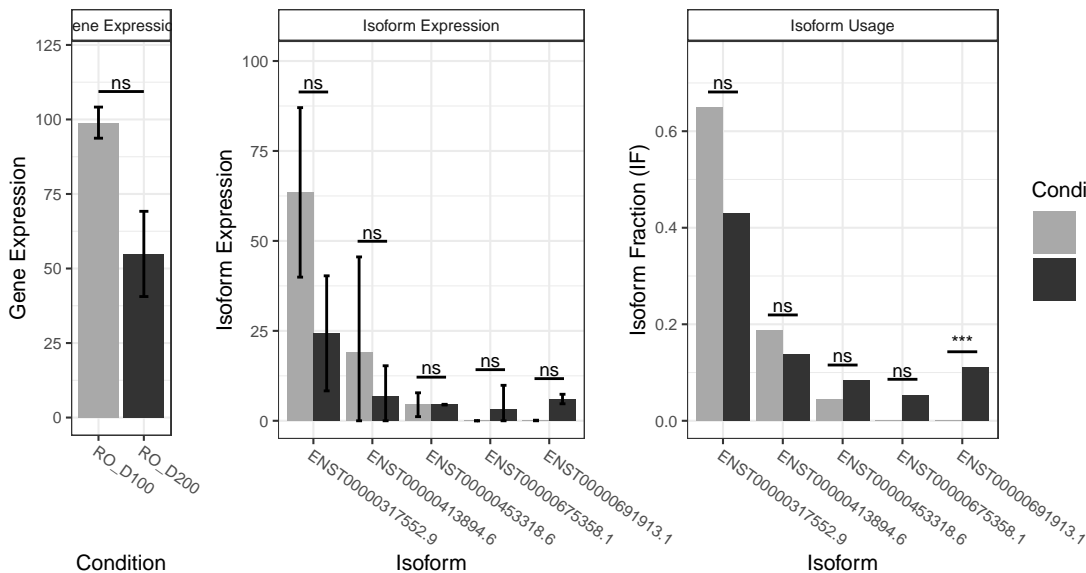 ene Expressio
Gene Expression
125
100
75
50
25
0
ns
RO_D100
RO_D200
Condition
Isoform Expression
Isoform Expression
100
75
50
25
0
ns
ns
ns
ns
ns
ENST00000317552.9
ENST00000413894.6
ENST00000453318.6
ENST00000675358.1
ENST00000691913.1
Isoform
Isoform Usage
Isoform Fraction (IF)
0.6
0.4
0.2
0.0
ns
ns
ns
ns
***
ENST00000317552.9
ENST00000413894.6
ENST00000453318.6
ENST00000675358.1
ENST00000691913.1
Isoform
Condi